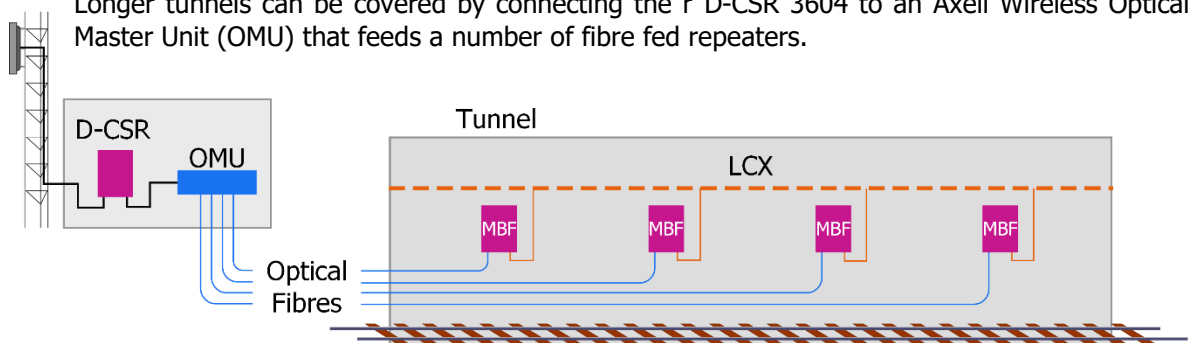 Longer tunnels can be covered by connecting the r D-CSR 3604 to an Axell Wireless Optical
Master Unit (OMU) that feeds a number of fibre fed repeaters.
Tunnel
D-CSR
OMU
LCX
MBF MBF MBF MBF
Optical
Fibres